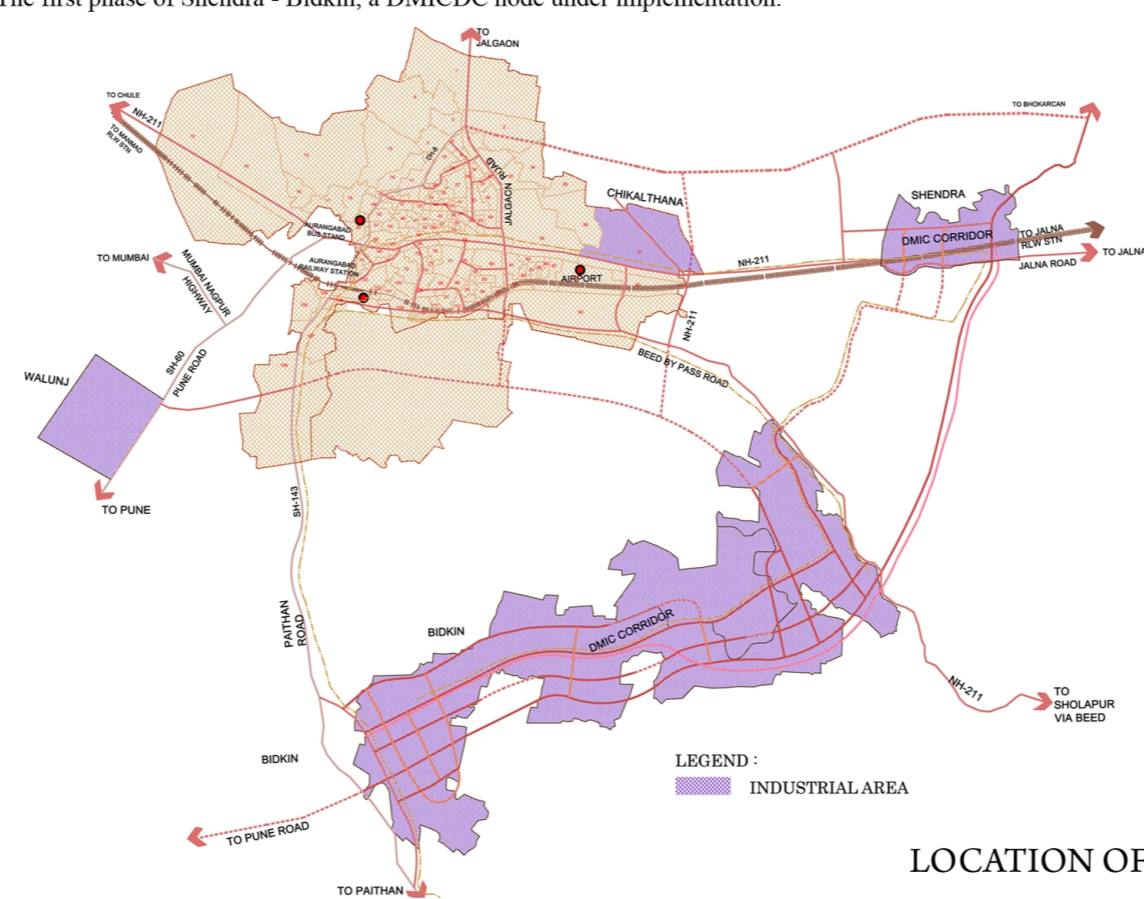 The first phase of Shendra - Bidkin, a DMICDC node under implementation.
TO
JALGAON
TO CHULE
NH-211
TO MANMAD
RLW STN
TO BHOKARCAN
CH-8
ROAD
JALGAON
CHIKALTHANA
SHENDRA
DMIC CORRIDOR
AURANGABAD
BUS STAND
AURANGABAD
RAILWAY STATION
AIRPORT
NH-211
TO JALNA
RLW STN
TO JALNA
JALNA ROAD
TO MUMBAI
MUMBAI NAGPUR
HIGHWAY
NH-211
SH-60
PUNE ROAD
BEED BY PASS ROAD
WALUNJ
TO PUNE
SH-143
PAITHAN
ROAD
BIDKIN
DMIC CORRIDOR
NH-211
TO
SHOLAPUR
VIA BEED
BIDKIN
LEGEND :
INDUSTRIAL AREA
TO PUNE ROAD
LOCATION OF
TO PAITHAN